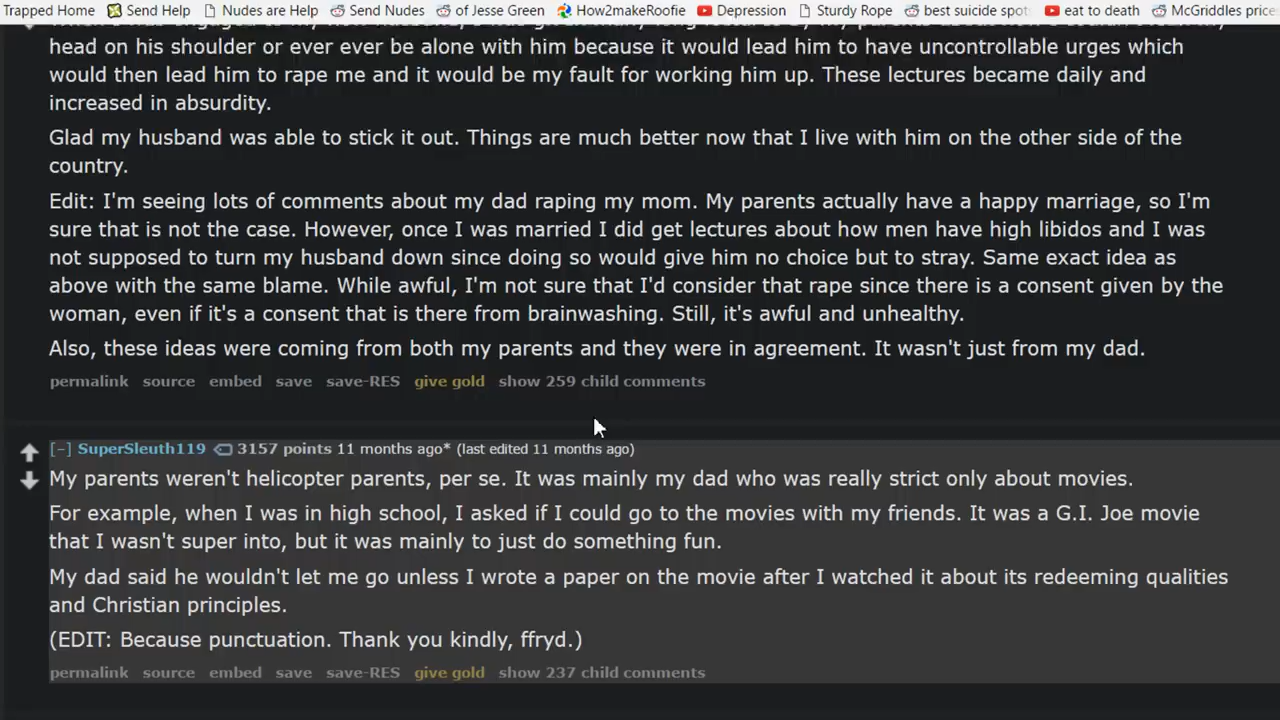 Trapped Home Send Help Nudes are Help Send Nudes of Jesse Green How2makeRoofie Depression Sturdy Rope best suicide spot eat to death McGriddles price
head on his shoulder or ever ever be alone with him because it would lead him to have uncontrollable urges which
would then lead him to rape me and it would be my fault for working him up. These lectures became daily and
increased in absurdity.
Glad my husband was able to stick it out. Things are much better now that I live with him on the other side of the
country.
Edit: I'm seeing lots of comments about my dad raping my mom. My parents actually have a happy marriage, so I'm
sure that is not the case. However, once I was married I did get lectures about how men have high libidos and I was
not supposed to turn my husband down since doing so would give him no choice but to stray. Same exact idea as
above with the same blame. While awful, I'm not sure that I'd consider that rape since there is a consent given by the
woman, even if it's a consent that is there from brainwashing. Still, it's awful and unhealthy.
Also, these ideas were coming from both my parents and they were in agreement. It wasn't just from my dad.
permalink source embed save save-RES give gold show 259 child comments
[–] SuperSleuth119 3157 points 11 months ago* (last edited 11 months ago)
My parents weren't helicopter parents, per se. It was mainly my dad who was really strict only about movies.
For example, when I was in high school, I asked if I could go to the movies with my friends. It was a G.I. Joe movie
that I wasn't super into, but it was mainly to just do something fun.
My dad said he wouldn't let me go unless I wrote a paper on the movie after I watched it about its redeeming qualities
and Christian principles.
(EDIT: Because punctuation. Thank you kindly, ffryd.)
permalink source embed save save-RES give gold show 237 child comments